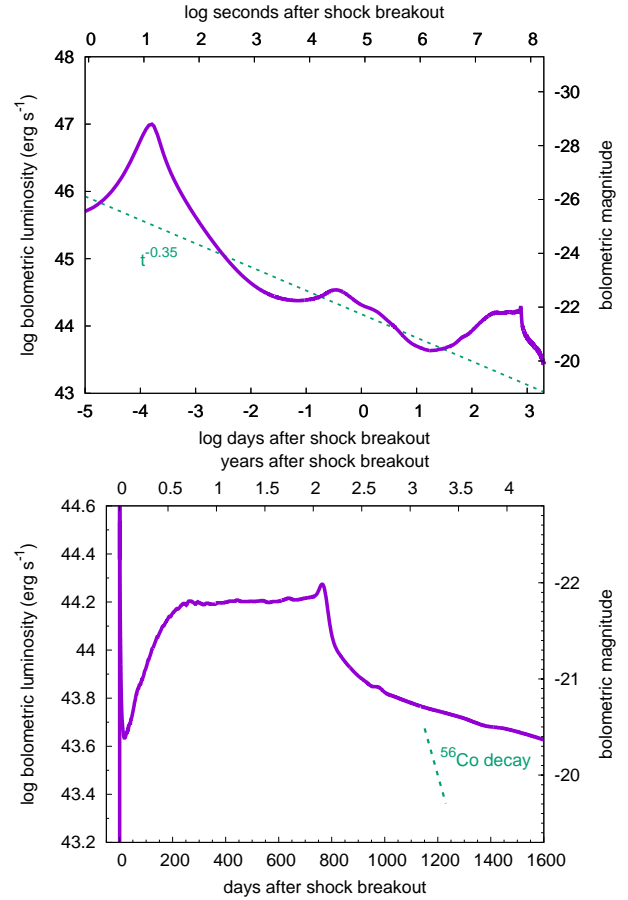 log seconds after shock breakout
0 1 2 3 4 5 6 7 8
48
47
46
45
44
43
log bolometric luminosity (erg s⁻¹)
-30
-28
-26
-24
-22
-20
bolometric magnitude
t⁻⁰·³⁵
-5 -4 -3 -2 -1 0 1 2 3
log days after shock breakout
years after shock breakout
0 0.5 1 1.5 2 2.5 3 3.5 4
44.6
44.4
44.2
44
43.8
43.6
43.4
43.2
log bolometric luminosity (erg s⁻¹)
-22
-21
-20
bolometric magnitude
⁵⁶Co decay
0 200 400 600 800 1000 1200 1400 1600
days after shock breakout